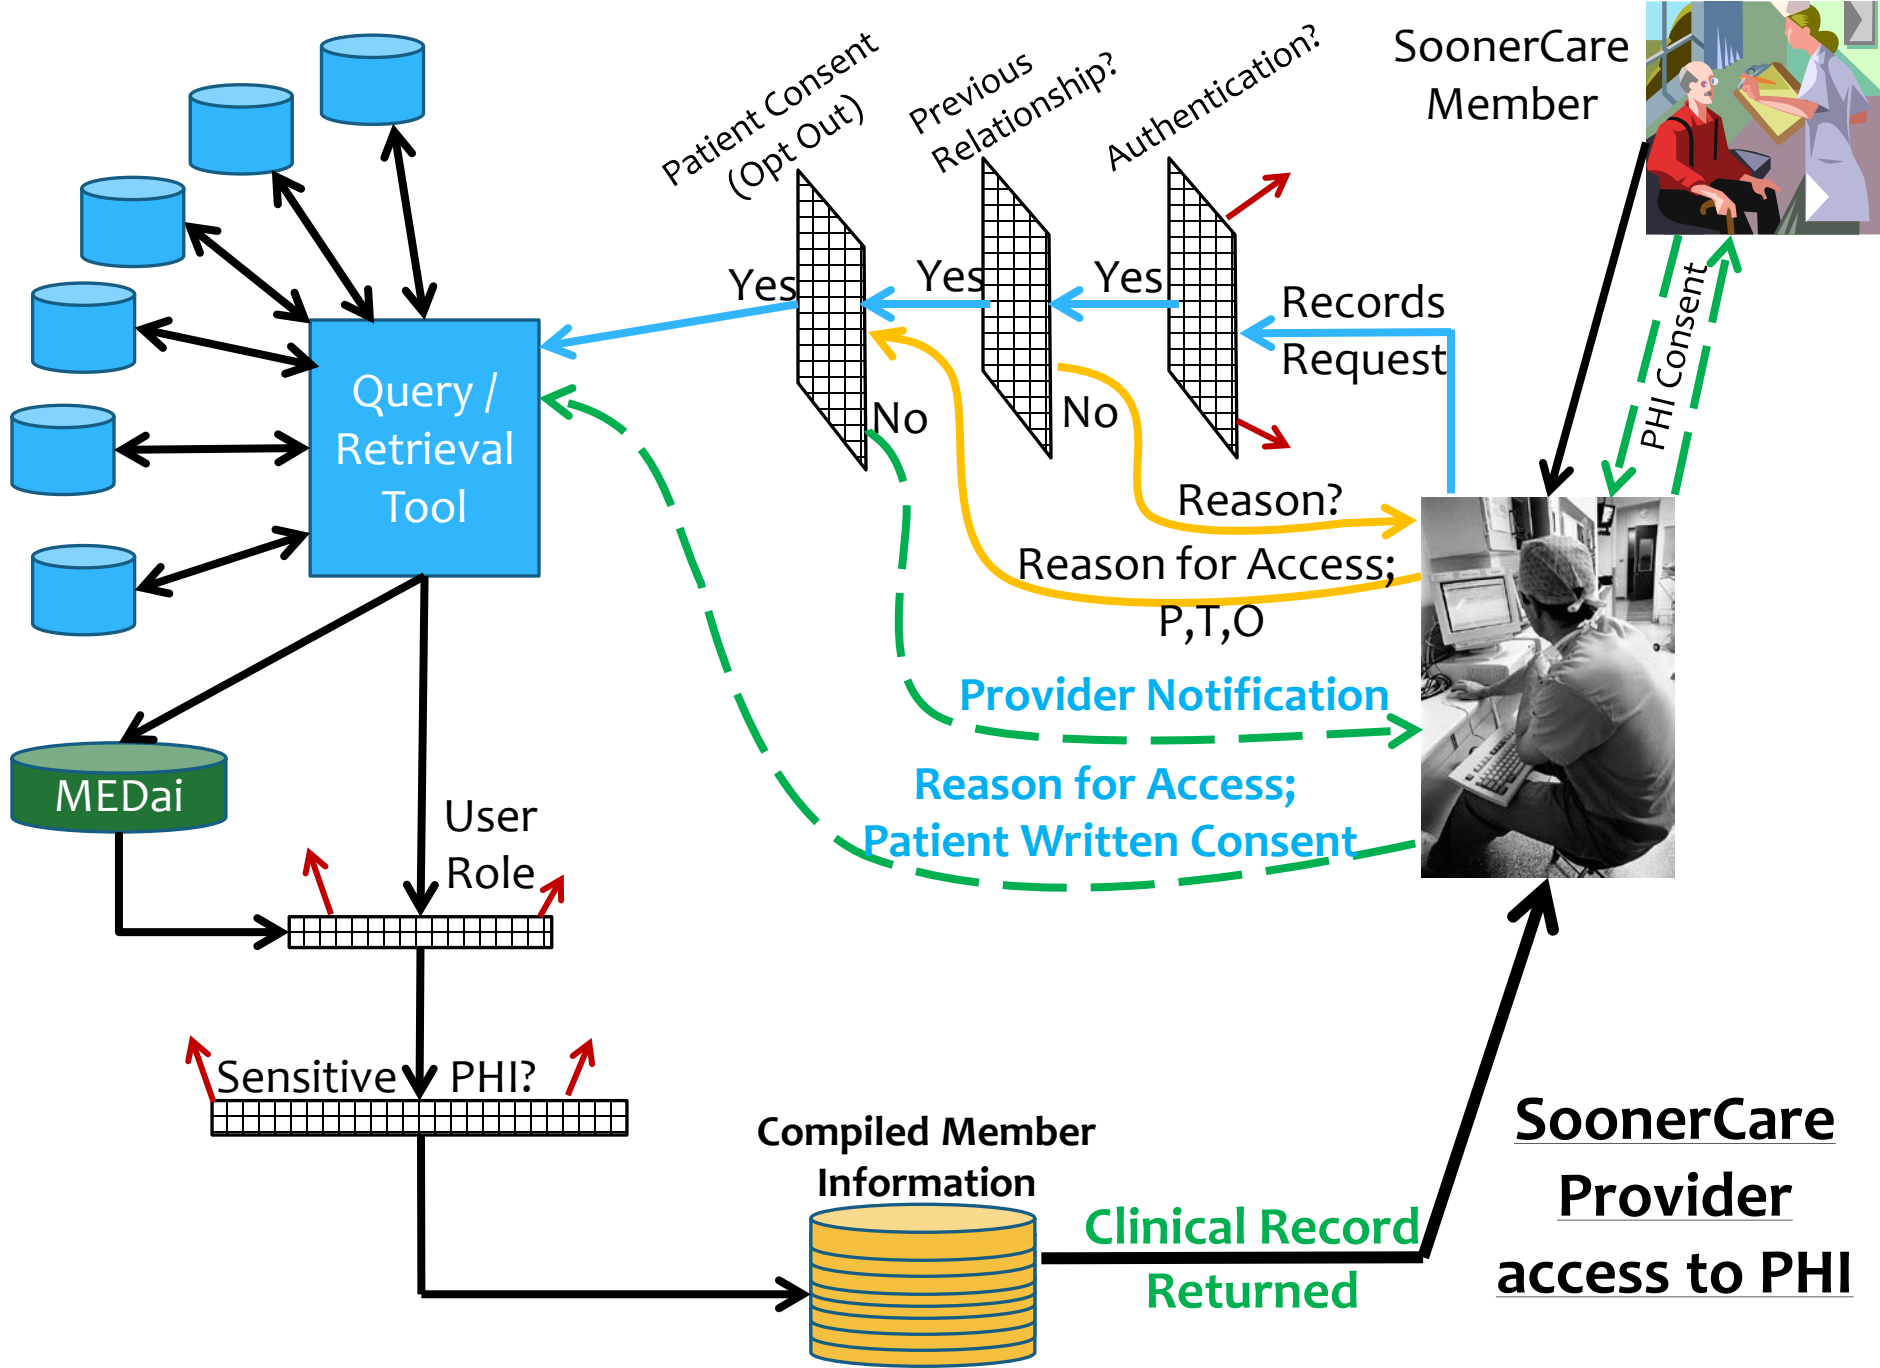 SoonerCare
Member
Patient Consent
(Opt Out)
Previous
Relationship?
Authentication?
Yes
Yes
Yes
Records
Request
PHI Consent
Query /
Retrieval
Tool
No
No
Reason?
Reason for Access;
P,T,O
Provider Notification
Reason for Access;
Patient Written Consent
MEDai
User
Role
Sensitive PHI?
Compiled Member
Information
Clinical Record
Returned
SoonerCare
Provider
access to PHI